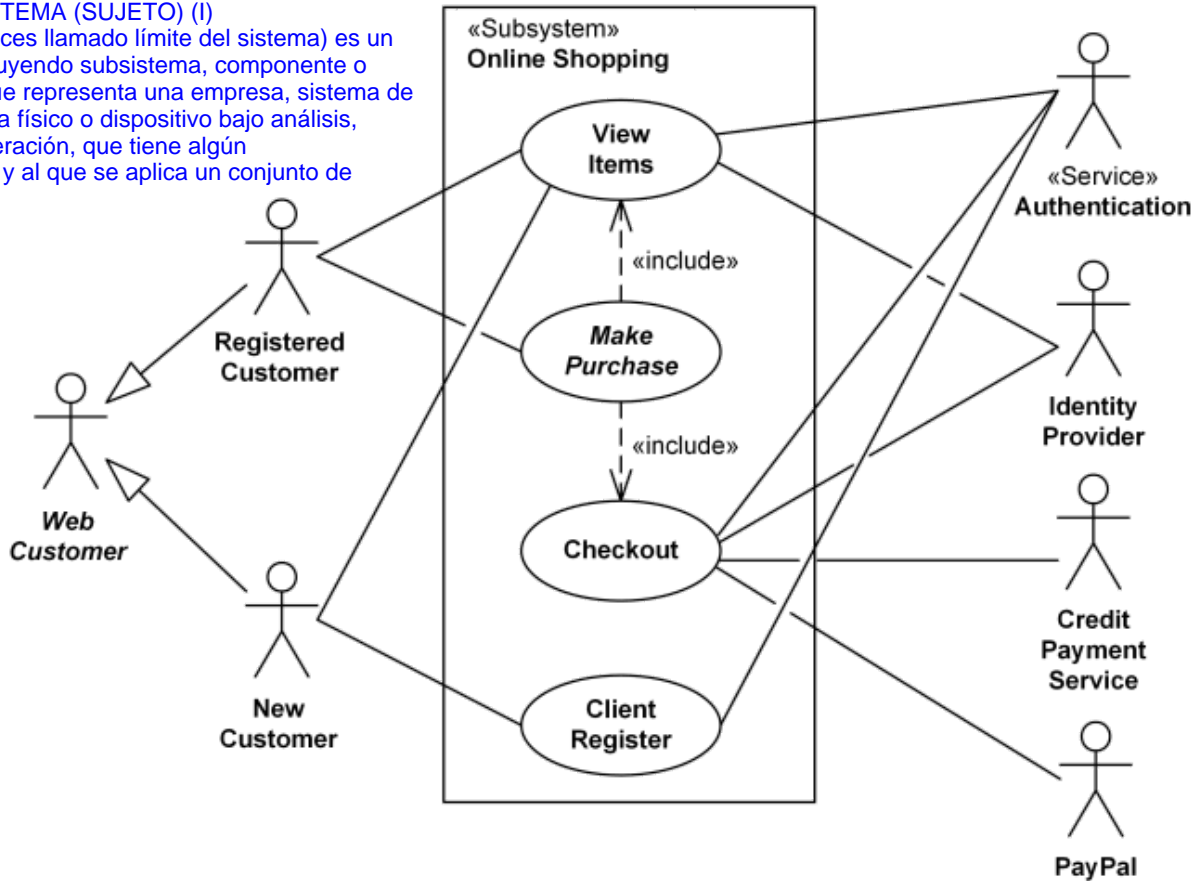 TEMA (SUJETO) (I)
ces llamado límite del sistema) es un
uyendo subsistema, componente o
ue representa una empresa, sistema de
a físico o dispositivo bajo análisis,
eración, que tiene algún
y al que se aplica un conjunto de
«Subsystem»
Online Shopping
View
Items
«include»
Make
Purchase
«include»
Checkout
Client
Register
Registered
Customer
Web
Customer
New
Customer
«Service»
Authentication
Identity
Provider
Credit
Payment
Service
PayPal